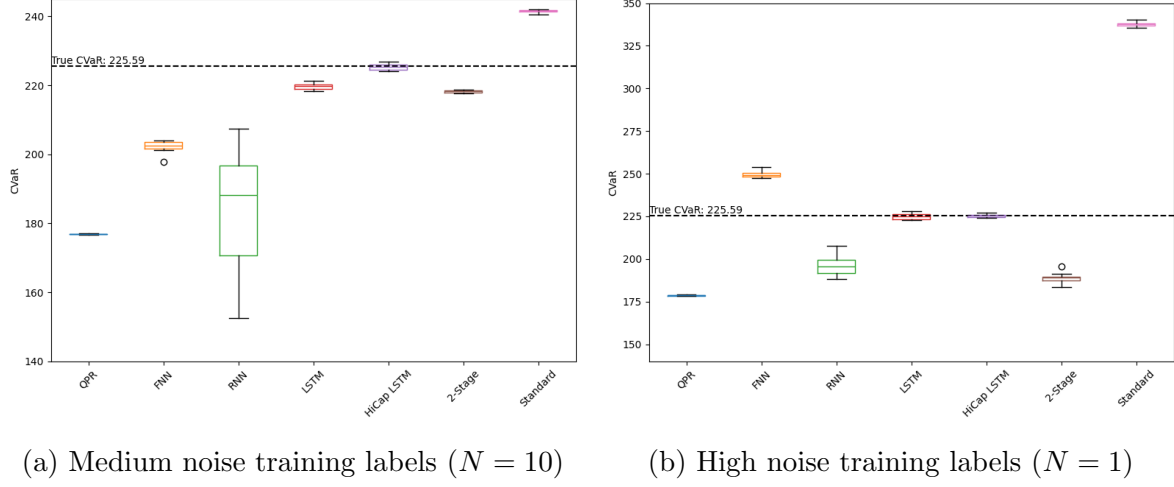 240
220
200
180
160
140
CVaR
True CVaR: 225.59
QPR
FNN
RNN
LSTM
HiCap LSTM
2-Stage
Standard
(a) Medium noise training labels (N = 10)
350
325
300
275
250
225
200
175
150
CVaR
True CVaR: 225.59
QPR
FNN
RNN
LSTM
HiCap LSTM
2-Stage
Standard
(b) High noise training labels (N = 1)